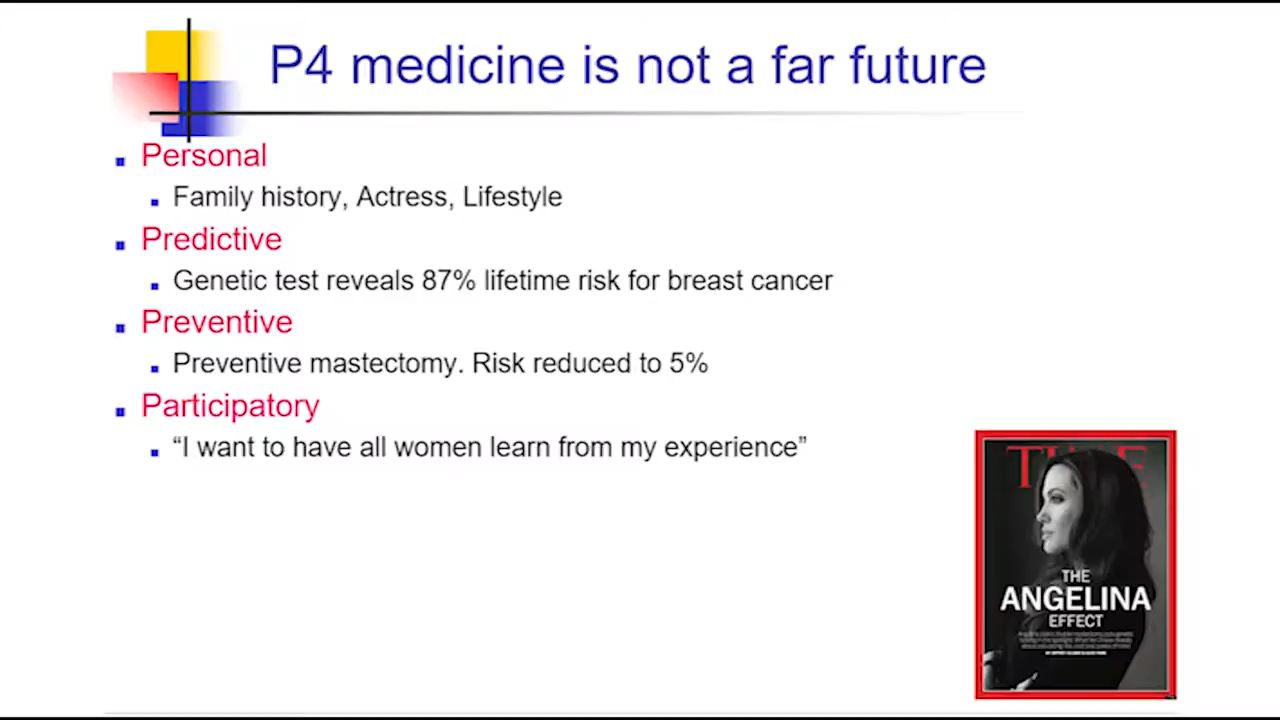 P4 medicine is not a far future
Personal
Family history, Actress, Lifestyle
Predictive
Genetic test reveals 87% lifetime risk for breast cancer
Preventive
Preventive mastectomy. Risk reduced to 5%
Participatory
“I want to have all women learn from my experience”
TIME
THE
ANGELINA
EFFECT